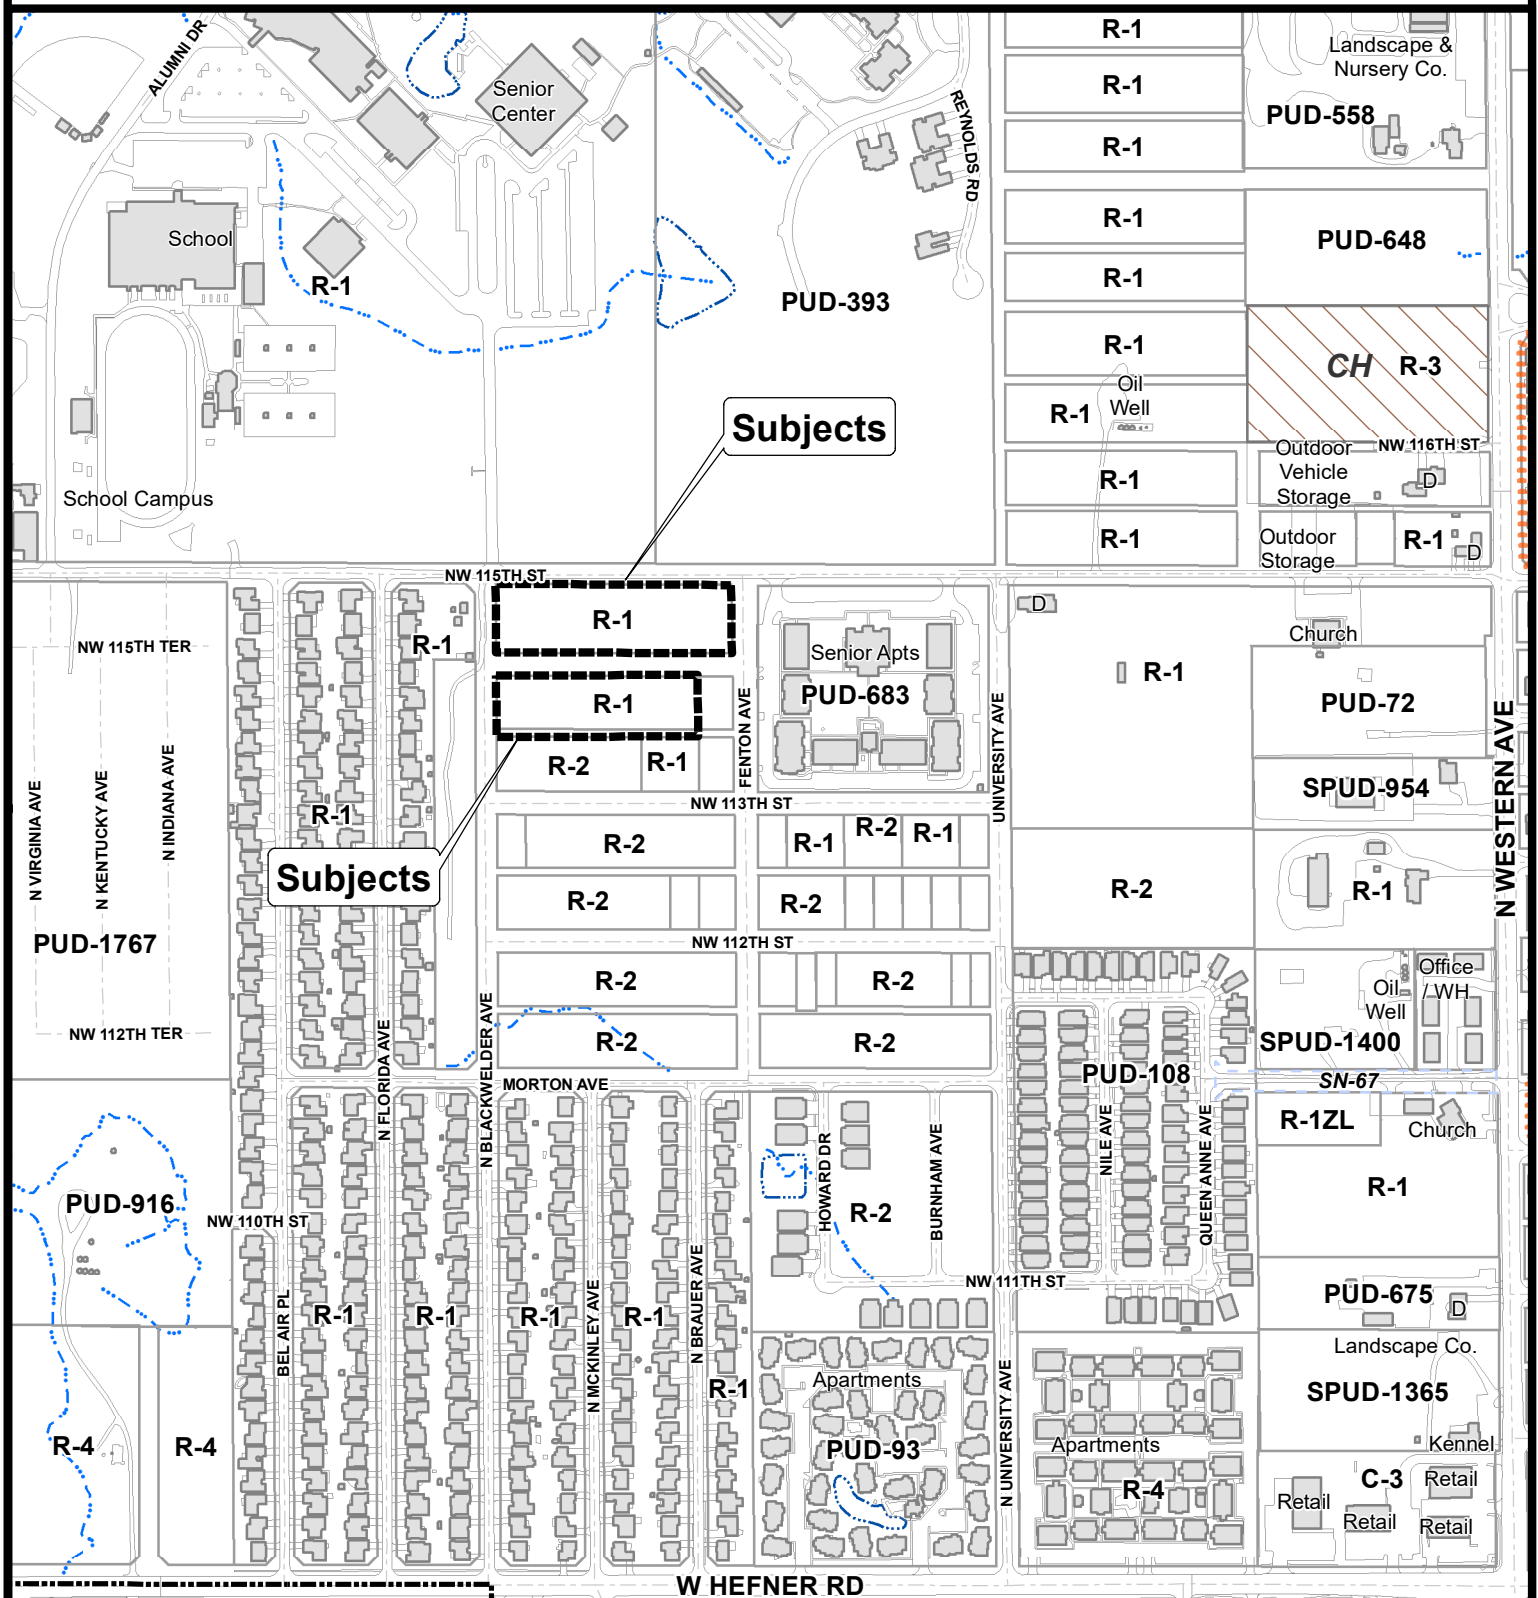 R-1
Landscape &
Nursery Co.
ALUMNI DR
Senior
Center
R-1
REYNOLDS RD
PUD-558
R-1
R-1
School
PUD-648
R-1
R-1
PUD-393
R-1
CH
R-3
Oil
Well
R-1
Subjects
NW 116TH ST
Outdoor
Vehicle
Storage
D
R-1
School Campus
R-1
Outdoor
Storage
R-1
D
NW 115TH ST
R-1
D
Church
NW 115TH TER
R-1
Senior Apts
R-1
R-1
PUD-683
PUD-72
FENTON AVE
UNIVERSITY AVE
N WESTERN AVE
R-2
R-1
SPUD-954
NW 113TH ST
N VIRGINIA AVE
N KENTUCKY AVE
N INDIANA AVE
R-1
R-2
R-1
R-2
R-1
Subjects
R-2
R-2
R-2
R-1
PUD-1767
NW 112TH ST
R-2
R-2
Oil
Well
Office
/ WH
NW 112TH TER
N FLORIDA AVE
N BLACKWELDER AVE
R-2
R-2
SPUD-1400
PUD-108
SN-67
MORTON AVE
R-1ZL
Church
NILE AVE
QUEEN ANNE AVE
HOWARD DR
BURNHAM AVE
PUD-916
NW 110TH ST
R-2
R-1
NW 111TH ST
PUD-675
D
BEL AIR PL
R-1
R-1
R-1
N MCKINLEY AVE
R-1
N BRAUER AVE
Landscape Co.
R-1
Apartments
N UNIVERSITY AVE
SPUD-1365
R-4
R-4
PUD-93
Apartments
Kennel
R-4
C-3
Retail
Retail
Retail
Retail
W HEFNER RD